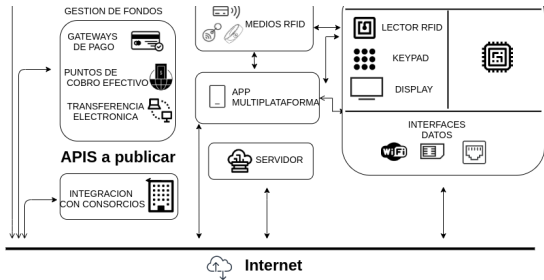 GESTION DE FONDOS
GATEWAYS
DE PAGO
PUNTOS DE
COBRO EFECTIVO
TRANSFERENCIA
ELECTRONICA
APIS a publicar
INTEGRACION
CON CONSORCIOS
MEDIOS RFID
APP
MULTIPLATAFORMA
SERVIDOR
LECTOR RFID
KEYPAD
DISPLAY
INTERFACES
DATOS
WiFi
Internet